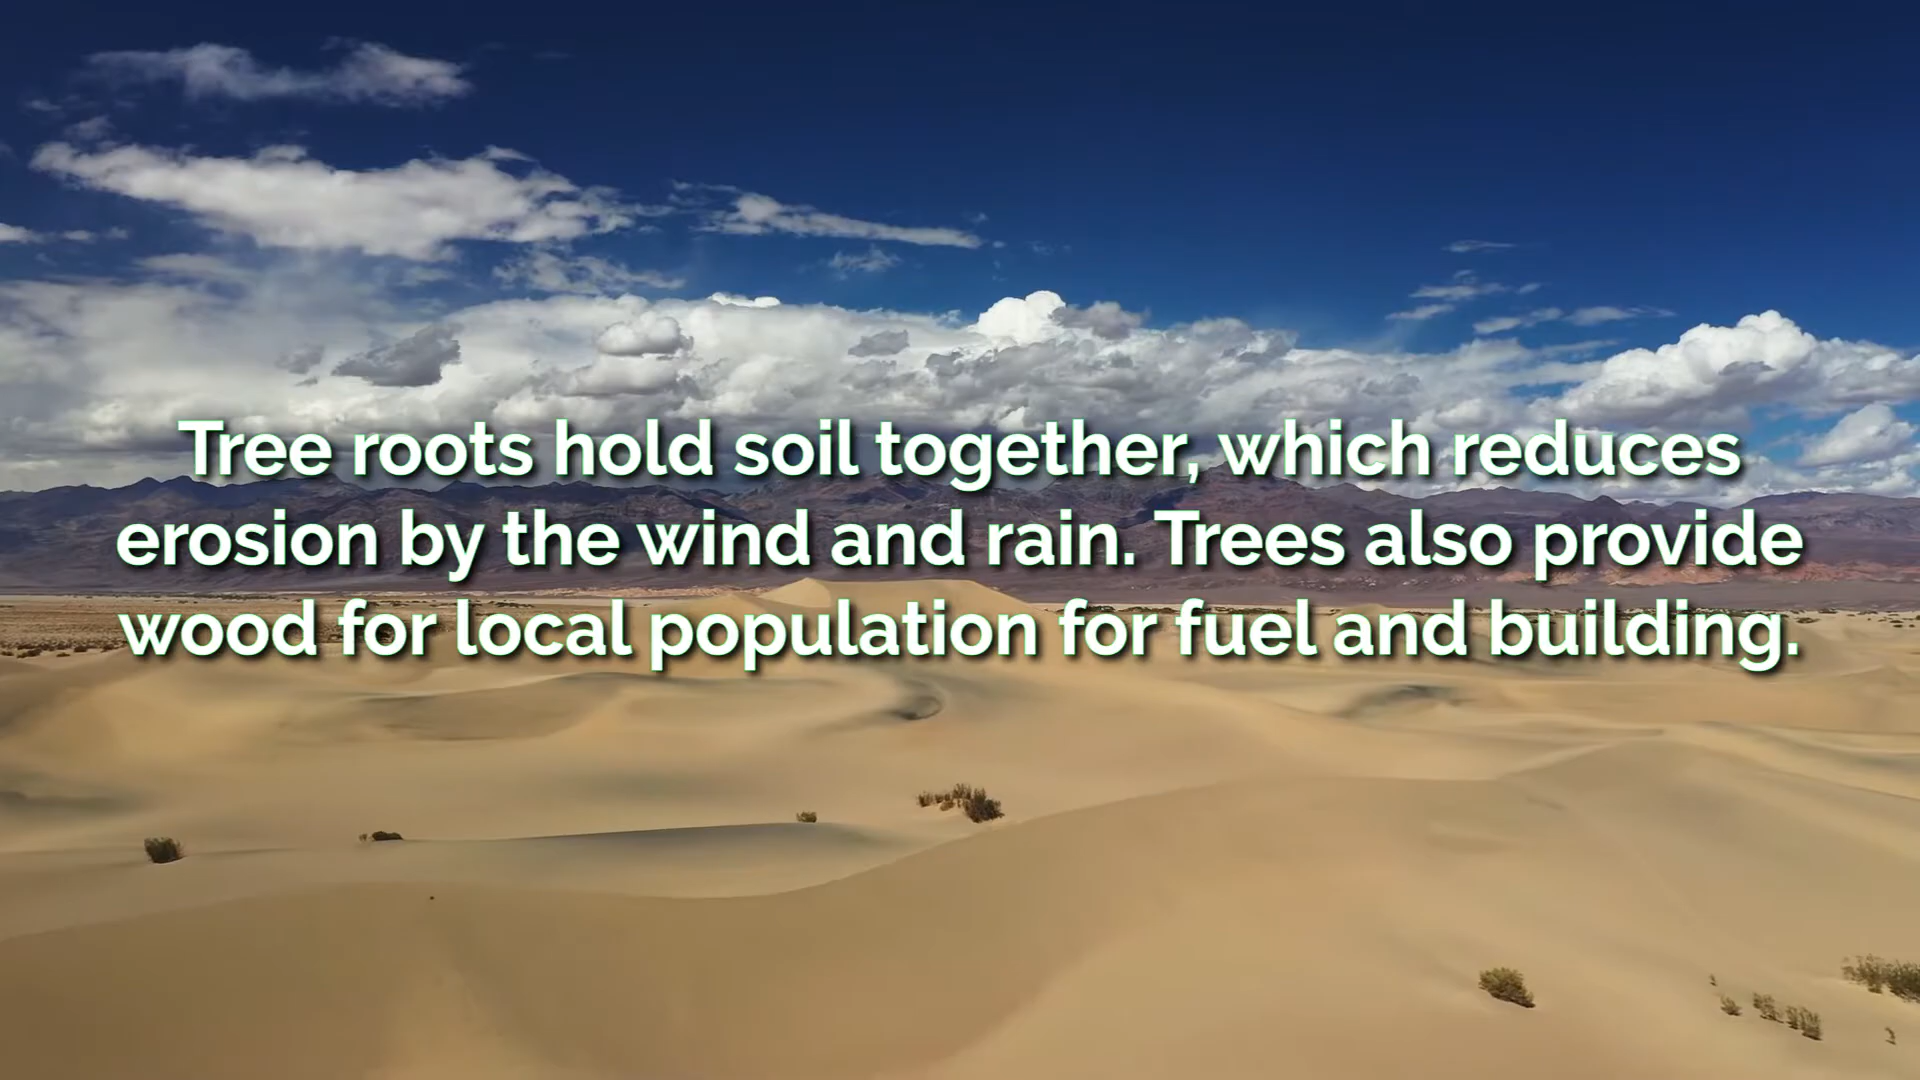 Tree roots hold soil together, which reduces
erosion by the wind and rain. Trees also provide
wood for local population for fuel and building.